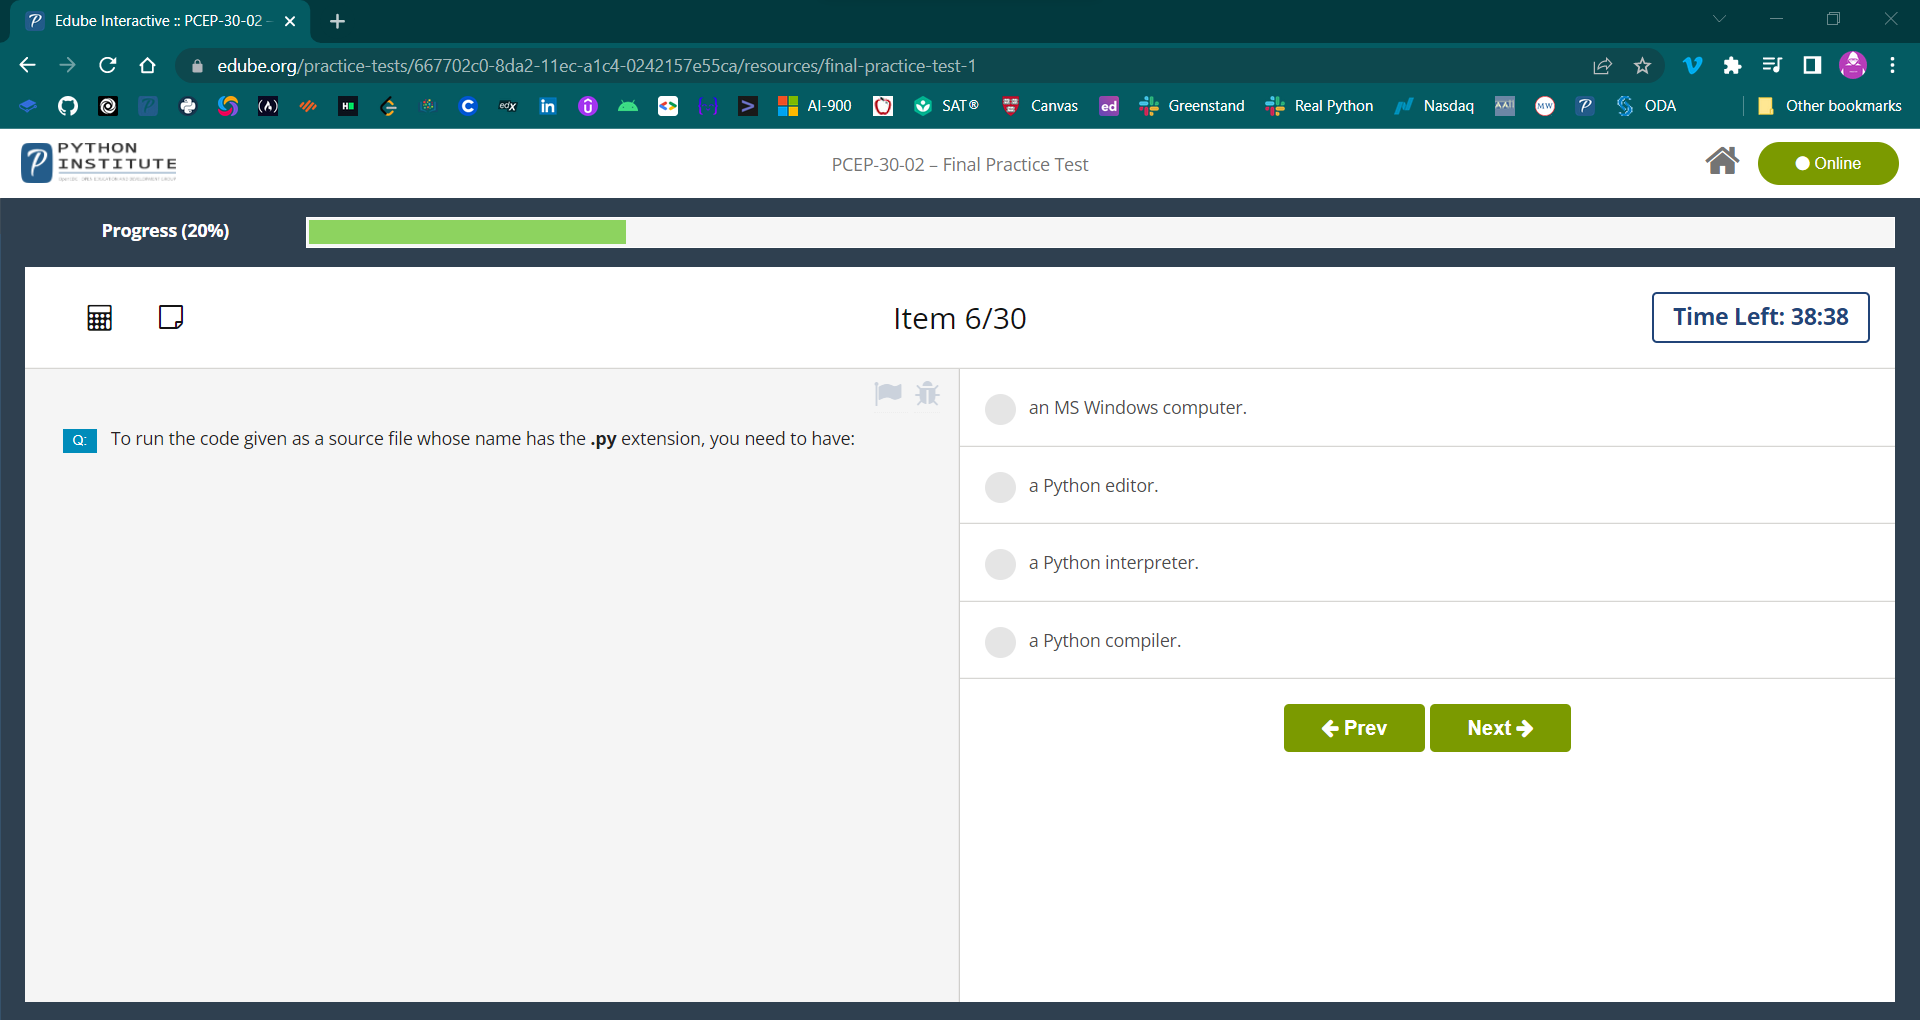 Edube Interactive :: PCEP-30-02 –
edube.org/practice-tests/667702c0-8da2-11ec-a1c4-0242157e55ca/resources/final-practice-test-1
AI-900
SAT®
Canvas
ed
Greenstand
Real Python
Nasdaq
ODA
Other bookmarks
PYTHON
INSTITUTE
PCEP-30-02 – Final Practice Test
Online
Progress (20%)
Item 6/30
Time Left: 38:38
Q: To run the code given as a source file whose name has the .py extension, you need to have:
an MS Windows computer.
a Python editor.
a Python interpreter.
a Python compiler.
Prev
Next